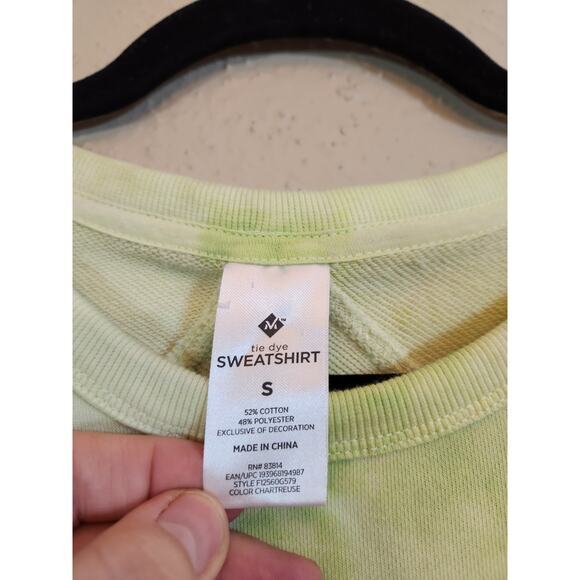 M™
tie dye
SWEATSHIRT
S
52% COTTON
48% POLYESTER
EXCLUSIVE OF DECORATION
MADE IN CHINA
RN# 83814
EAN/UPC 193968194987
STYLE F12560G579
COLOR CHARTREUSE